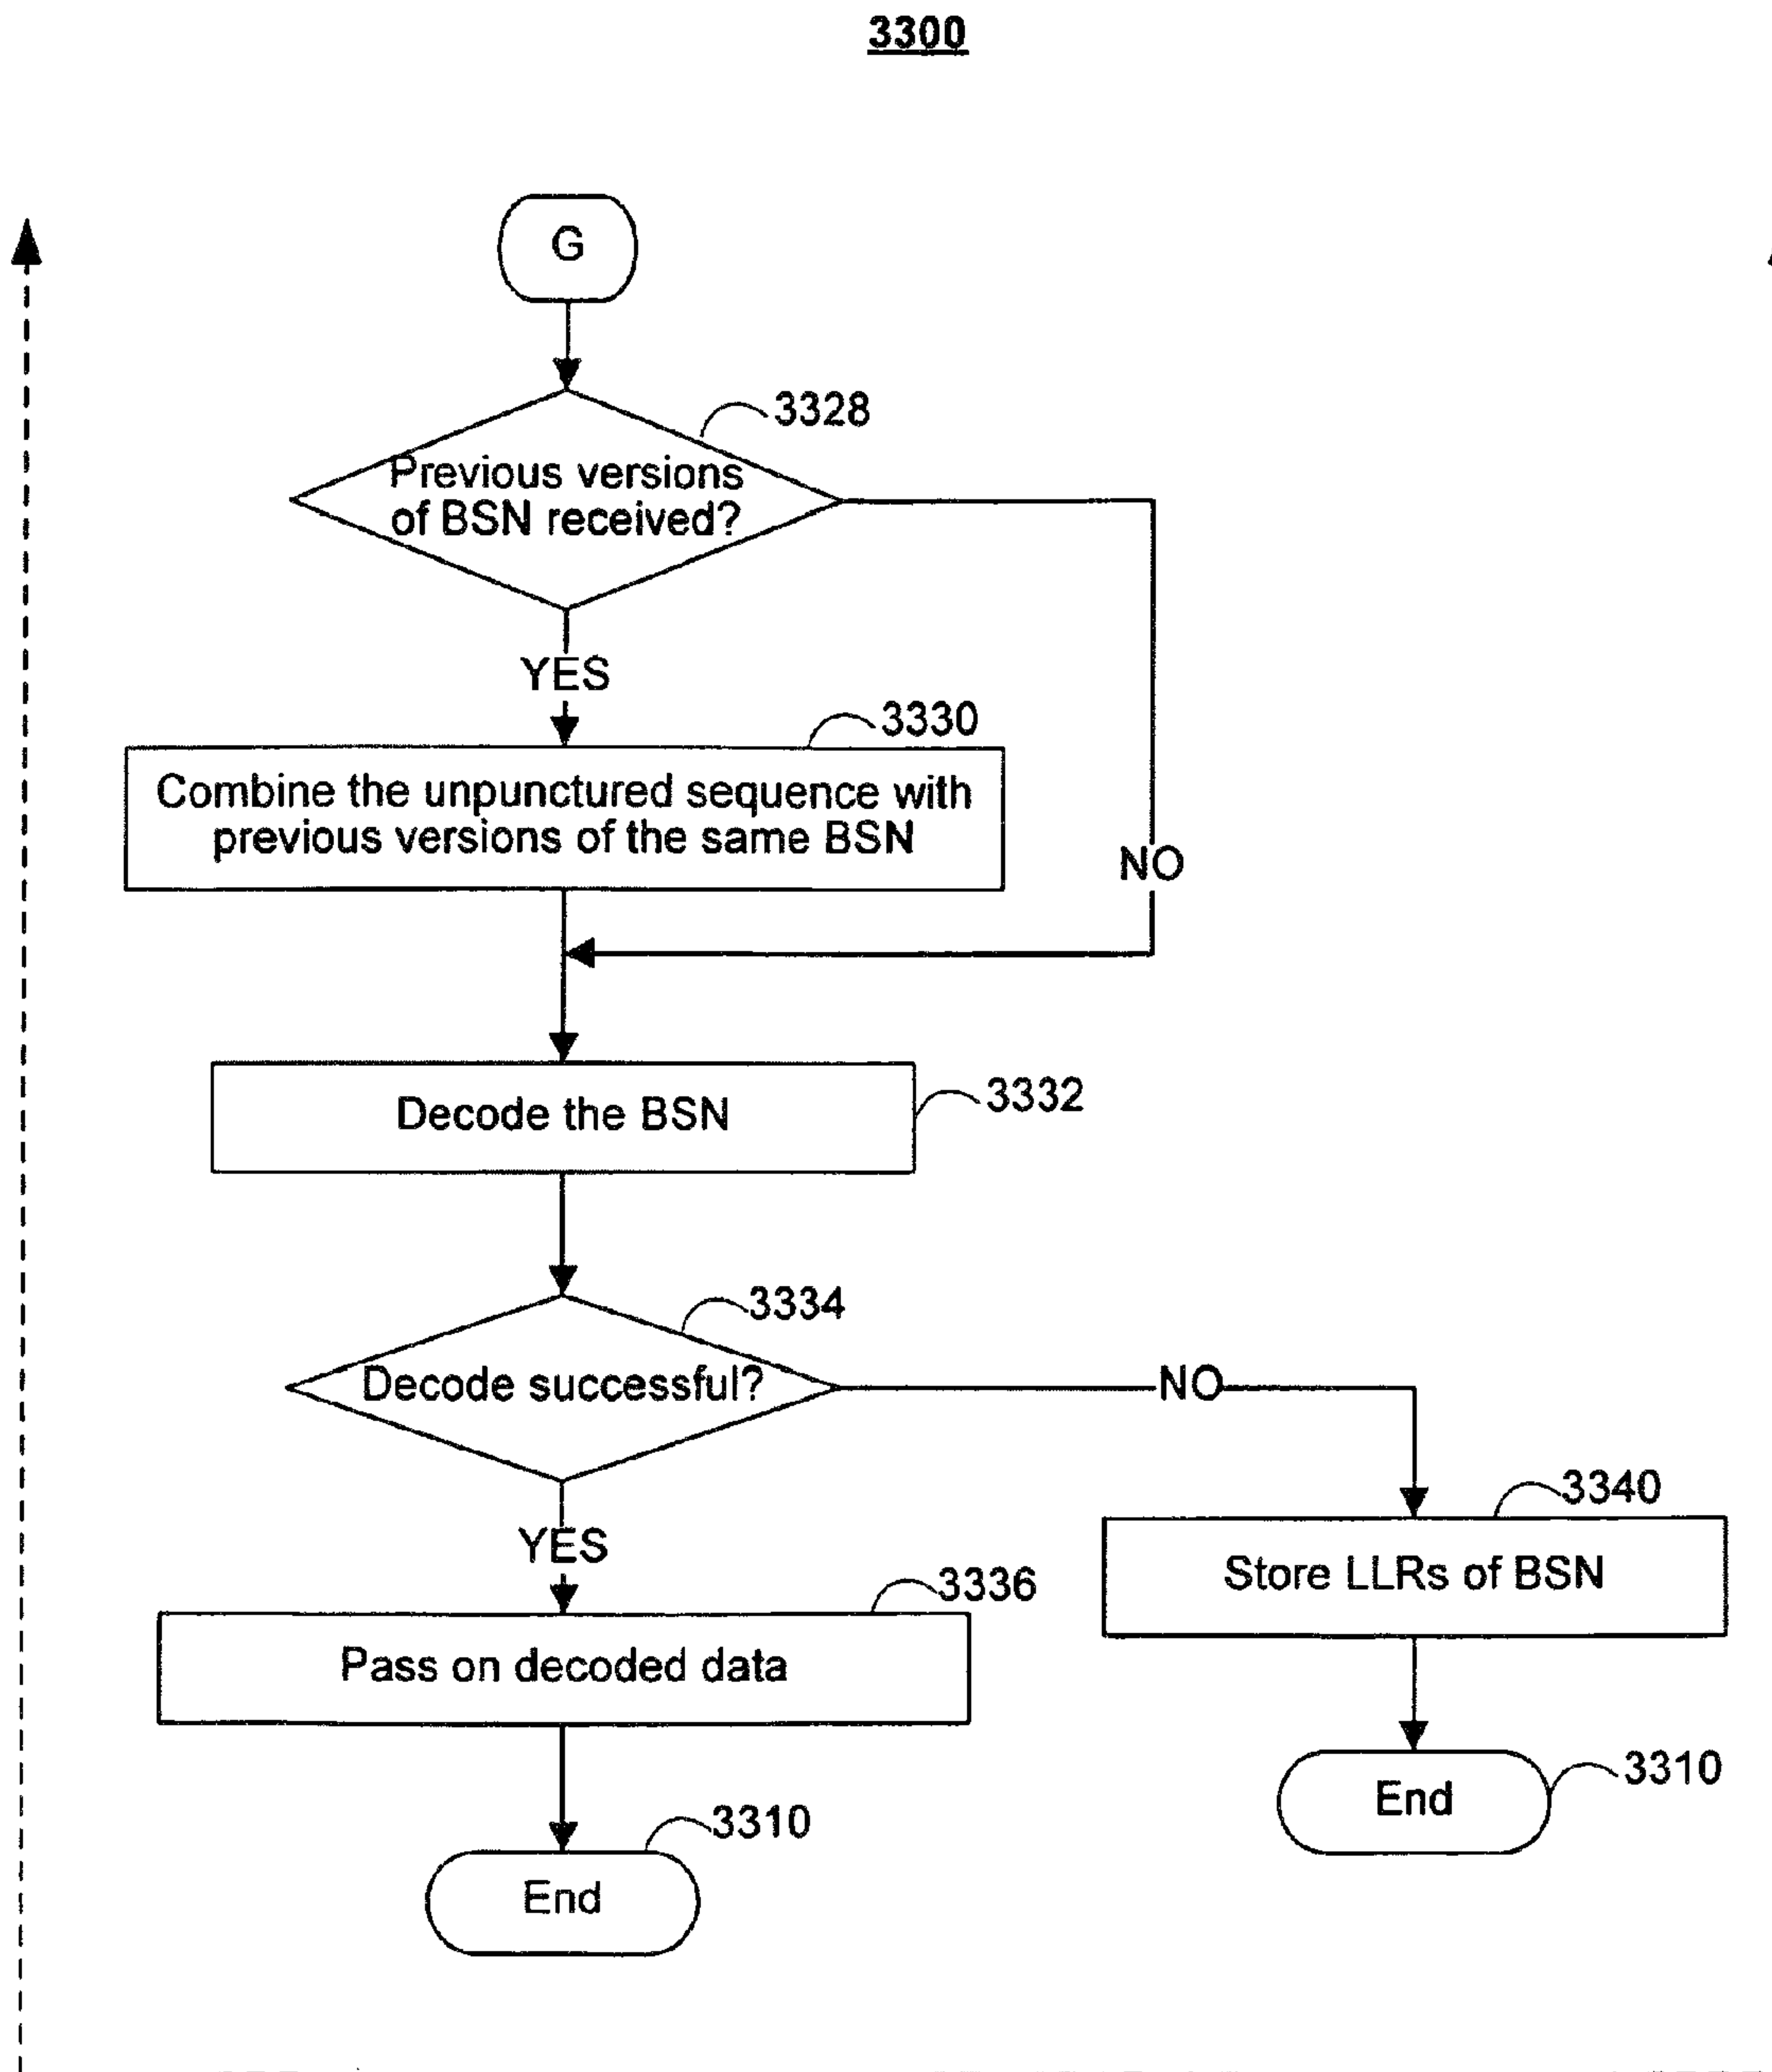 3300
G
3328
Previous versions
of BSN received?
YES
3330
Combine the unpunctured sequence with
previous versions of the same BSN
NO
Decode the BSN
3332
3334
Decode successful?
NO
YES
3340
Store LLRs of BSN
3336
Pass on decoded data
3310
End
3310
End